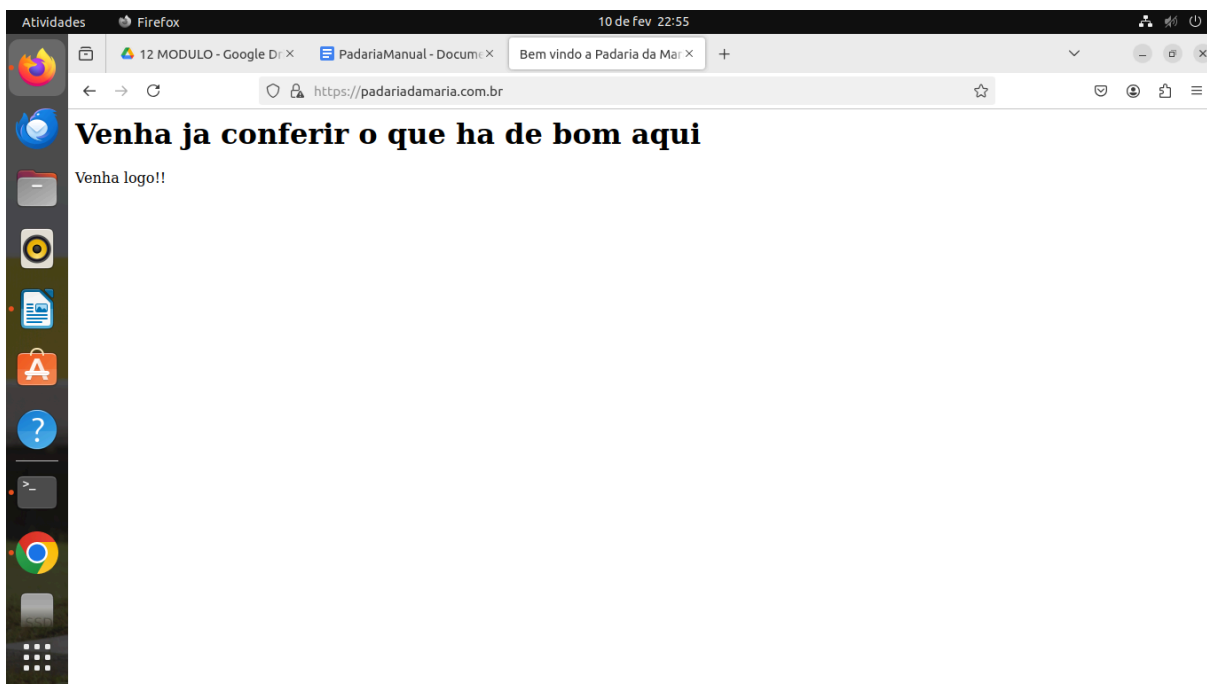 Atividades Firefox 10 de fev 22:55
12 MODULO - Google Dr PadariaManual - Docume Bem vindo a Padaria da Mar
https://padariadamaria.com.br
Venha ja conferir o que ha de bom aqui
Venha logo!!
SSD